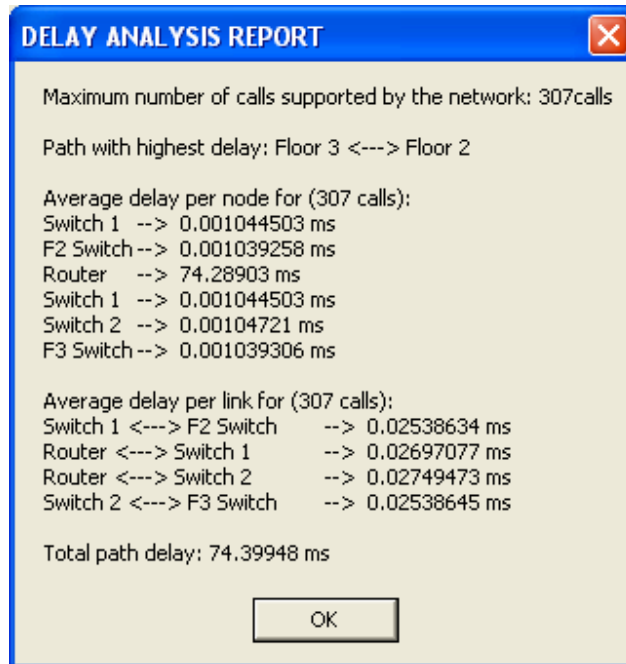 DELAY ANALYSIS REPORT
Maximum number of calls supported by the network: 307calls
Path with highest delay: Floor 3 <---> Floor 2
Average delay per node for (307 calls):
Switch 1 --> 0.001044503 ms
F2 Switch --> 0.001039258 ms
Router --> 74.28903 ms
Switch 1 --> 0.001044503 ms
Switch 2 --> 0.00104721 ms
F3 Switch --> 0.001039306 ms
Average delay per link for (307 calls):
Switch 1 <---> F2 Switch --> 0.02538634 ms
Router <---> Switch 1 --> 0.02697077 ms
Router <---> Switch 2 --> 0.02749473 ms
Switch 2 <---> F3 Switch --> 0.02538645 ms
Total path delay: 74.39948 ms
OK